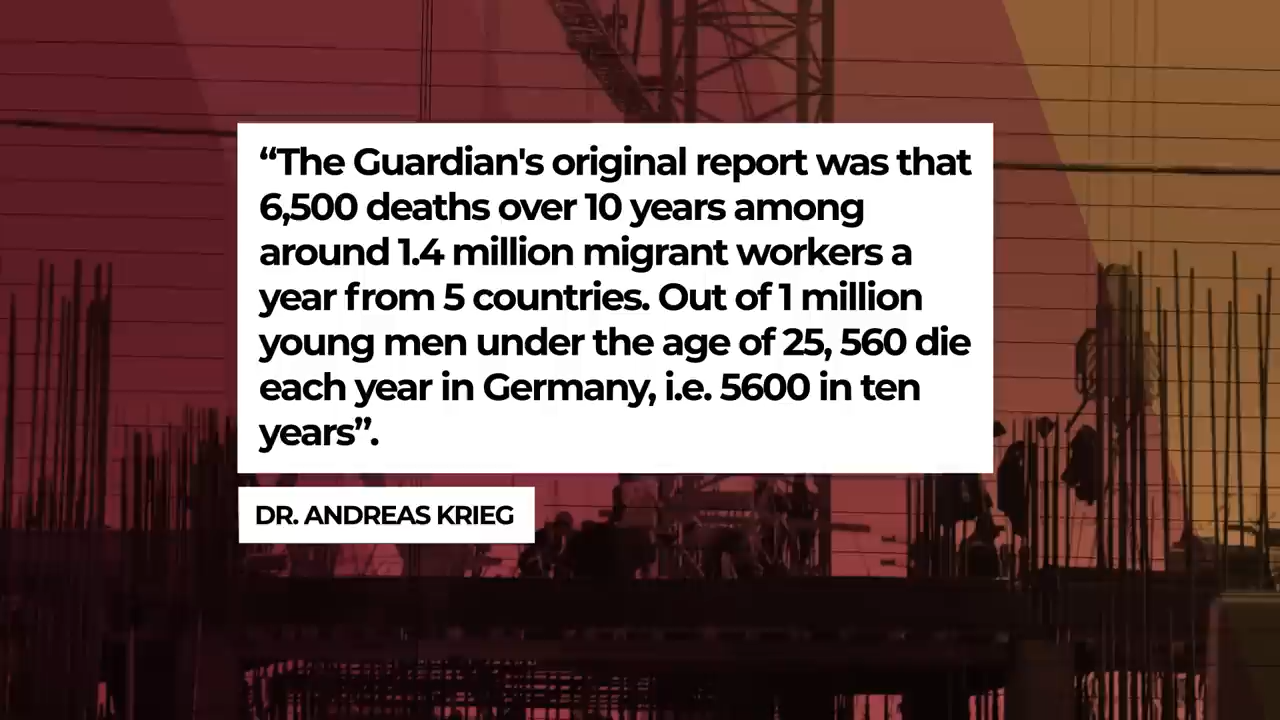 “The Guardian's original report was that
6,500 deaths over 10 years among
around 1.4 million migrant workers a
year from 5 countries. Out of 1 million
young men under the age of 25, 560 die
each year in Germany, i.e. 5600 in ten
years”.
DR. ANDREAS KRIEG